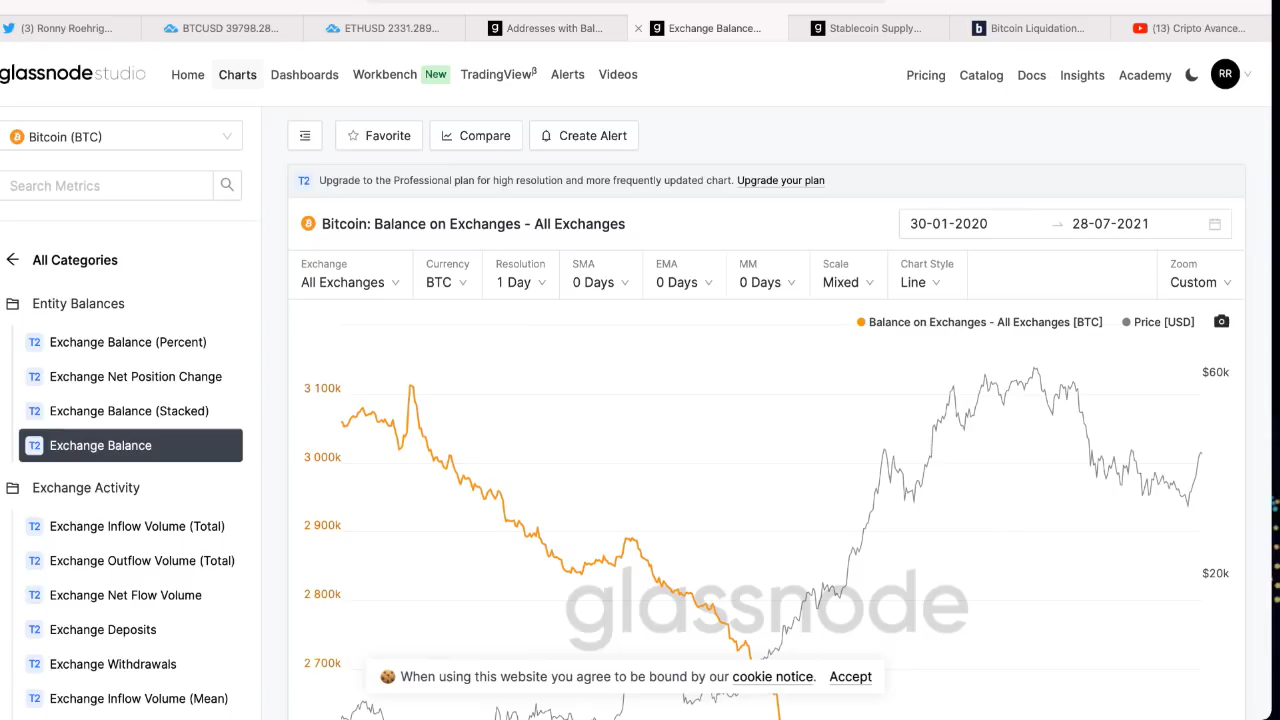 (3) Ronny Roehrig...
BTCUSD 39798.28...
ETHUSD 2331.289...
Addresses with Bal...
Exchange Balance...
Stablecoin Supply...
Bitcoin Liquidation...
(13) Cripto Avance...
glassnode studio
Home
Charts
Dashboards
Workbench New
TradingViewβ
Alerts
Videos
Pricing
Catalog
Docs
Insights
Academy
RR
Bitcoin (BTC)
Search Metrics
All Categories
Entity Balances
T2 Exchange Balance (Percent)
T2 Exchange Net Position Change
T2 Exchange Balance (Stacked)
T2 Exchange Balance
Exchange Activity
T2 Exchange Inflow Volume (Total)
T2 Exchange Outflow Volume (Total)
T2 Exchange Net Flow Volume
T2 Exchange Deposits
T2 Exchange Withdrawals
T2 Exchange Inflow Volume (Mean)
Favorite
Compare
Create Alert
T2 Upgrade to the Professional plan for high resolution and more frequently updated chart. Upgrade your plan
Bitcoin: Balance on Exchanges - All Exchanges
30-01-2020 → 28-07-2021
Exchange
All Exchanges
Currency
BTC
Resolution
1 Day
SMA
0 Days
EMA
0 Days
MM
0 Days
Scale
Mixed
Chart Style
Line
Zoom
Custom
Balance on Exchanges - All Exchanges [BTC]
Price [USD]
3 100k
3 000k
2 900k
2 800k
2 700k
$60k
$20k
glassnode
When using this website you agree to be bound by our cookie notice. Accept